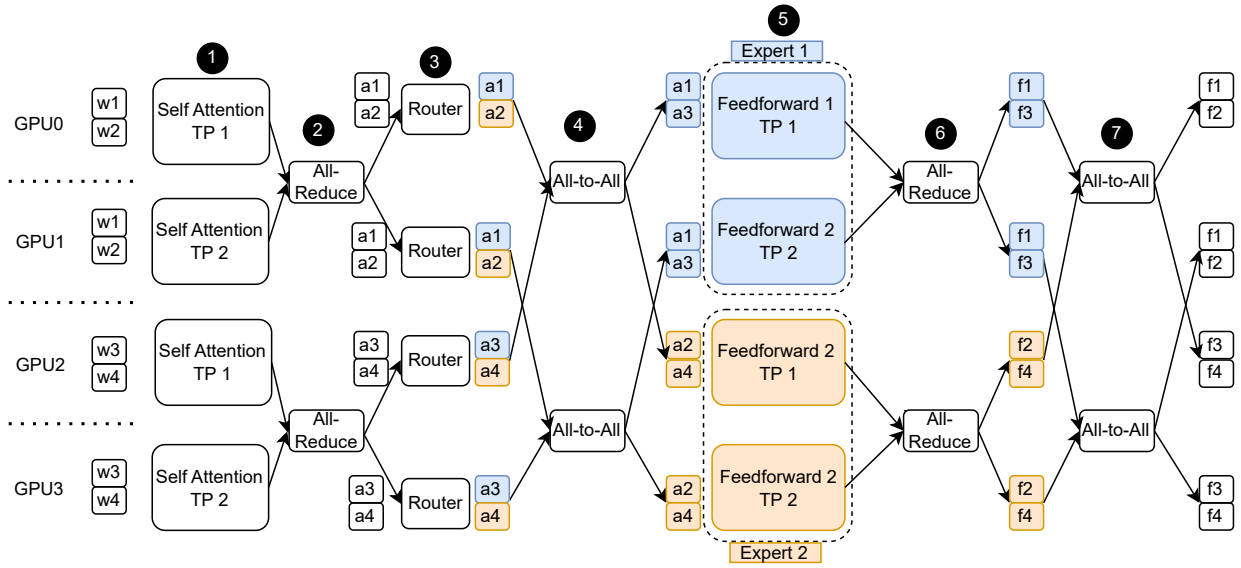 1
2
3
4
5
6
7
Expert 1
GPU0
w1
w2
Self Attention
TP 1
All-
Reduce
a1
a2
Router
a1
a2
All-to-All
a1
a3
Feedforward 1
TP 1
All-
Reduce
f1
f3
All-to-All
f1
f2
GPU1
w1
w2
Self Attention
TP 2
a1
a2
Router
a1
a2
a1
a3
Feedforward 2
TP 2
f1
f3
f1
f2
GPU2
w3
w4
Self Attention
TP 1
All-
Reduce
a3
a4
Router
a3
a4
All-to-All
a2
a4
Feedforward 2
TP 1
All-
Reduce
f2
f4
All-to-All
f3
f4
GPU3
w3
w4
Self Attention
TP 2
a3
a4
Router
a3
a4
a2
a4
Feedforward 2
TP 2
f2
f4
f3
f4
Expert 2